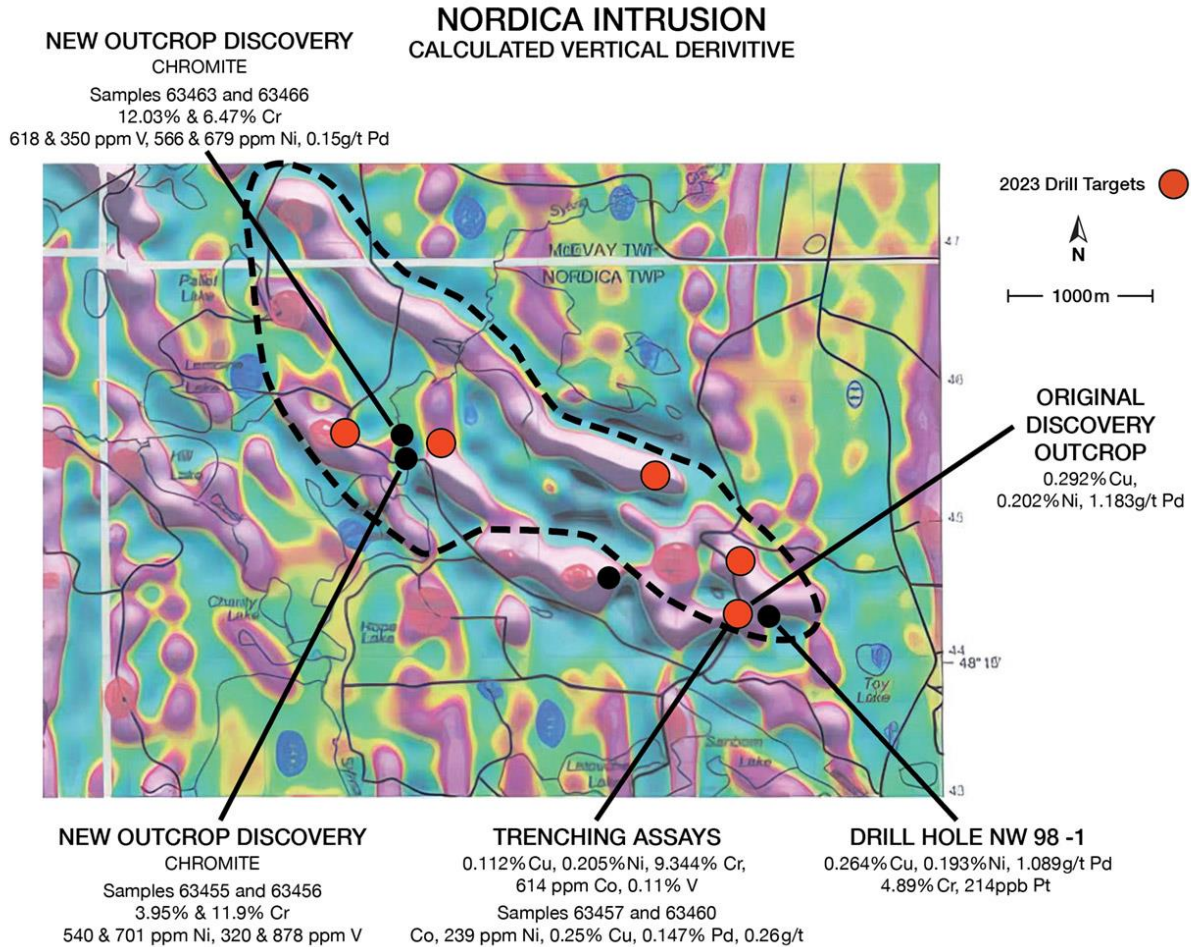 NORDICA INTRUSION
CALCULATED VERTICAL DERIVITIVE
NEW OUTCROP DISCOVERY
CHROMITE
Samples 63463 and 63466
12.03% & 6.47% Cr
618 & 350 ppm V, 566 & 679 ppm Ni, 0.15g/t Pd
2023 Drill Targets
N
1000m
ORIGINAL
DISCOVERY
OUTCROP
0.292% Cu,
0.202% Ni, 1.183g/t Pd
47
McEVAY TWP
NORDICA TWP
Lake
46
Lake
Hill
Lake
45
Charity
Lake
Hope
Lake
44
48° 10'
Toy
Lake
Sanborn
Lake
43
NEW OUTCROP DISCOVERY
CHROMITE
Samples 63455 and 63456
3.95% & 11.9% Cr
540 & 701 ppm Ni, 320 & 878 ppm V
TRENCHING ASSAYS
0.112% Cu, 0.205% Ni, 9.344% Cr,
614 ppm Co, 0.11% V
Samples 63457 and 63460
Co, 239 ppm Ni, 0.25% Cu, 0.147% Pd, 0.26g/t
DRILL HOLE NW 98 -1
0.264% Cu, 0.193% Ni, 1.089g/t Pd
4.89% Cr, 214ppb Pt